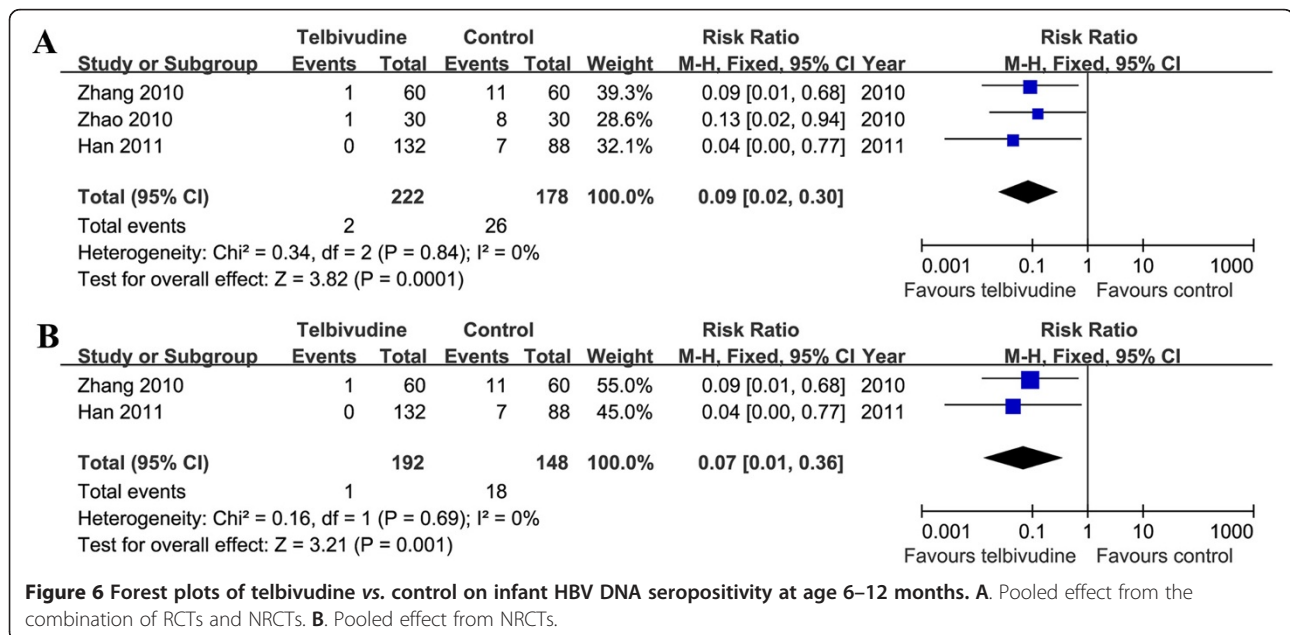 A
Telbivudine Control Risk Ratio Risk Ratio
Study or Subgroup Events Total Events Total Weight M-H, Fixed, 95% CI Year M-H, Fixed, 95% CI
Zhang 2010 1 60 11 60 39.3% 0.09 [0.01, 0.68] 2010
Zhao 2010 1 30 8 30 28.6% 0.13 [0.02, 0.94] 2010
Han 2011 0 132 7 88 32.1% 0.04 [0.00, 0.77] 2011
Total (95% CI) 222 178 100.0% 0.09 [0.02, 0.30]
Total events 2 26
Heterogeneity: Chi² = 0.34, df = 2 (P = 0.84); I² = 0%
Test for overall effect: Z = 3.82 (P = 0.0001)
0.001 0.1 1 10 1000
Favours telbivudine Favours control
B
Telbivudine Control Risk Ratio Risk Ratio
Study or Subgroup Events Total Events Total Weight M-H, Fixed, 95% CI Year M-H, Fixed, 95% CI
Zhang 2010 1 60 11 60 55.0% 0.09 [0.01, 0.68] 2010
Han 2011 0 132 7 88 45.0% 0.04 [0.00, 0.77] 2011
Total (95% CI) 192 148 100.0% 0.07 [0.01, 0.36]
Total events 1 18
Heterogeneity: Chi² = 0.16, df = 1 (P = 0.69); I² = 0%
Test for overall effect: Z = 3.21 (P = 0.001)
0.001 0.1 1 10 1000
Favours telbivudine Favours control
Figure 6 Forest plots of telbivudine vs. control on infant HBV DNA seropositivity at age 6–12 months. A. Pooled effect from the
combination of RCTs and NRCTs. B. Pooled effect from NRCTs.